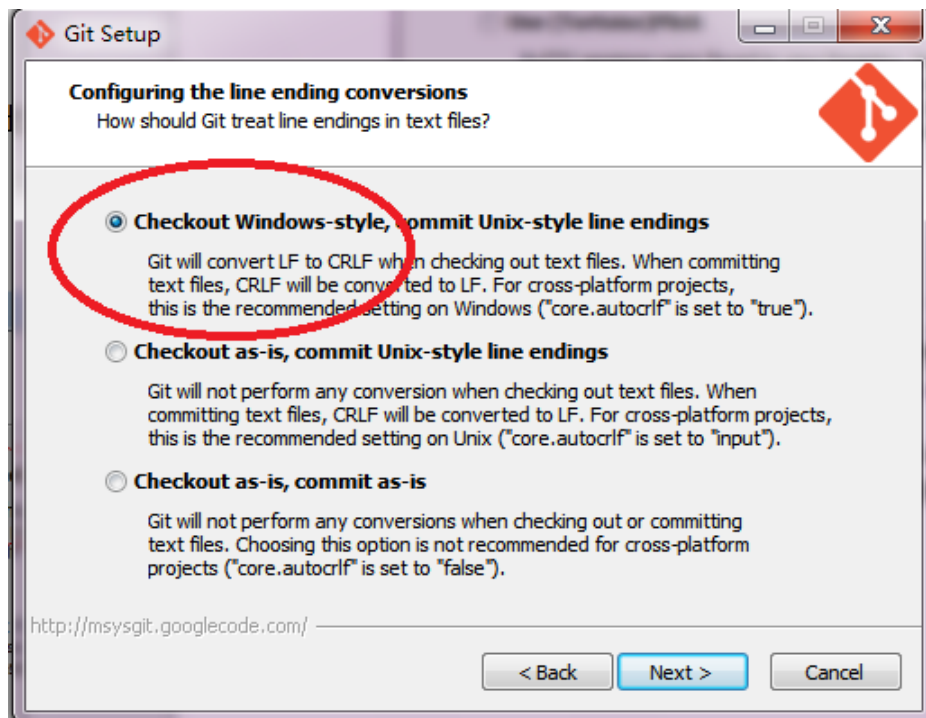 Git Setup
Configuring the line ending conversions
How should Git treat line endings in text files?
Checkout Windows-style, commit Unix-style line endings
Git will convert LF to CRLF when checking out text files. When committing
text files, CRLF will be converted to LF. For cross-platform projects,
this is the recommended setting on Windows ("core.autocrlf" is set to "true").
Checkout as-is, commit Unix-style line endings
Git will not perform any conversion when checking out text files. When
committing text files, CRLF will be converted to LF. For cross-platform projects,
this is the recommended setting on Unix ("core.autocrlf" is set to "input").
Checkout as-is, commit as-is
Git will not perform any conversions when checking out or committing
text files. Choosing this option is not recommended for cross-platform
projects ("core.autocrlf" is set to "false").
http://msysgit.googlecode.com/
< Back Next > Cancel